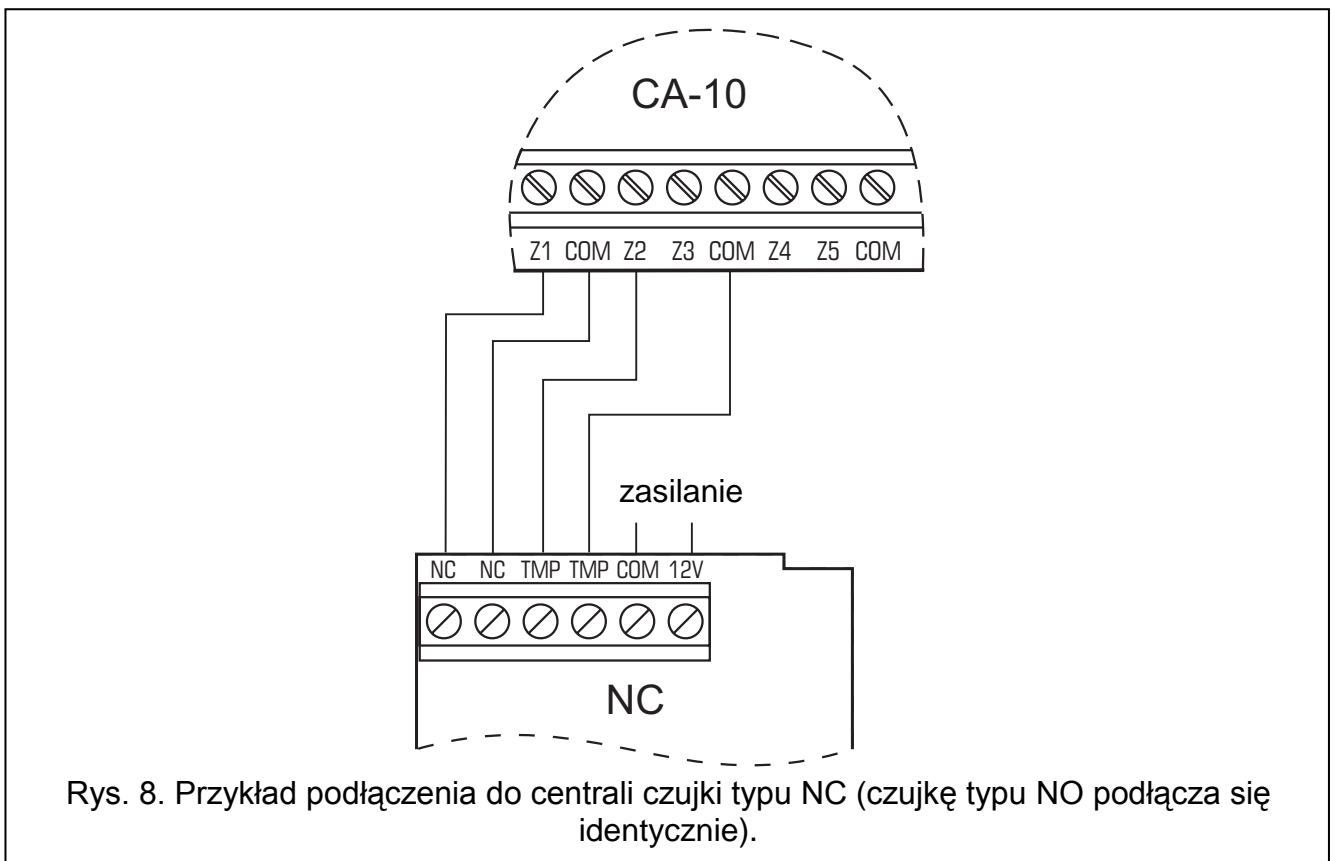 CA-10
Z1 COM Z2 Z3 COM Z4 Z5 COM
zasilanie
NC NC TMP TMP COM 12V
NC
Rys. 8. Przykład podłączenia do centrali czujki typu NC (czujkę typu NO podłącza się
identycznie).